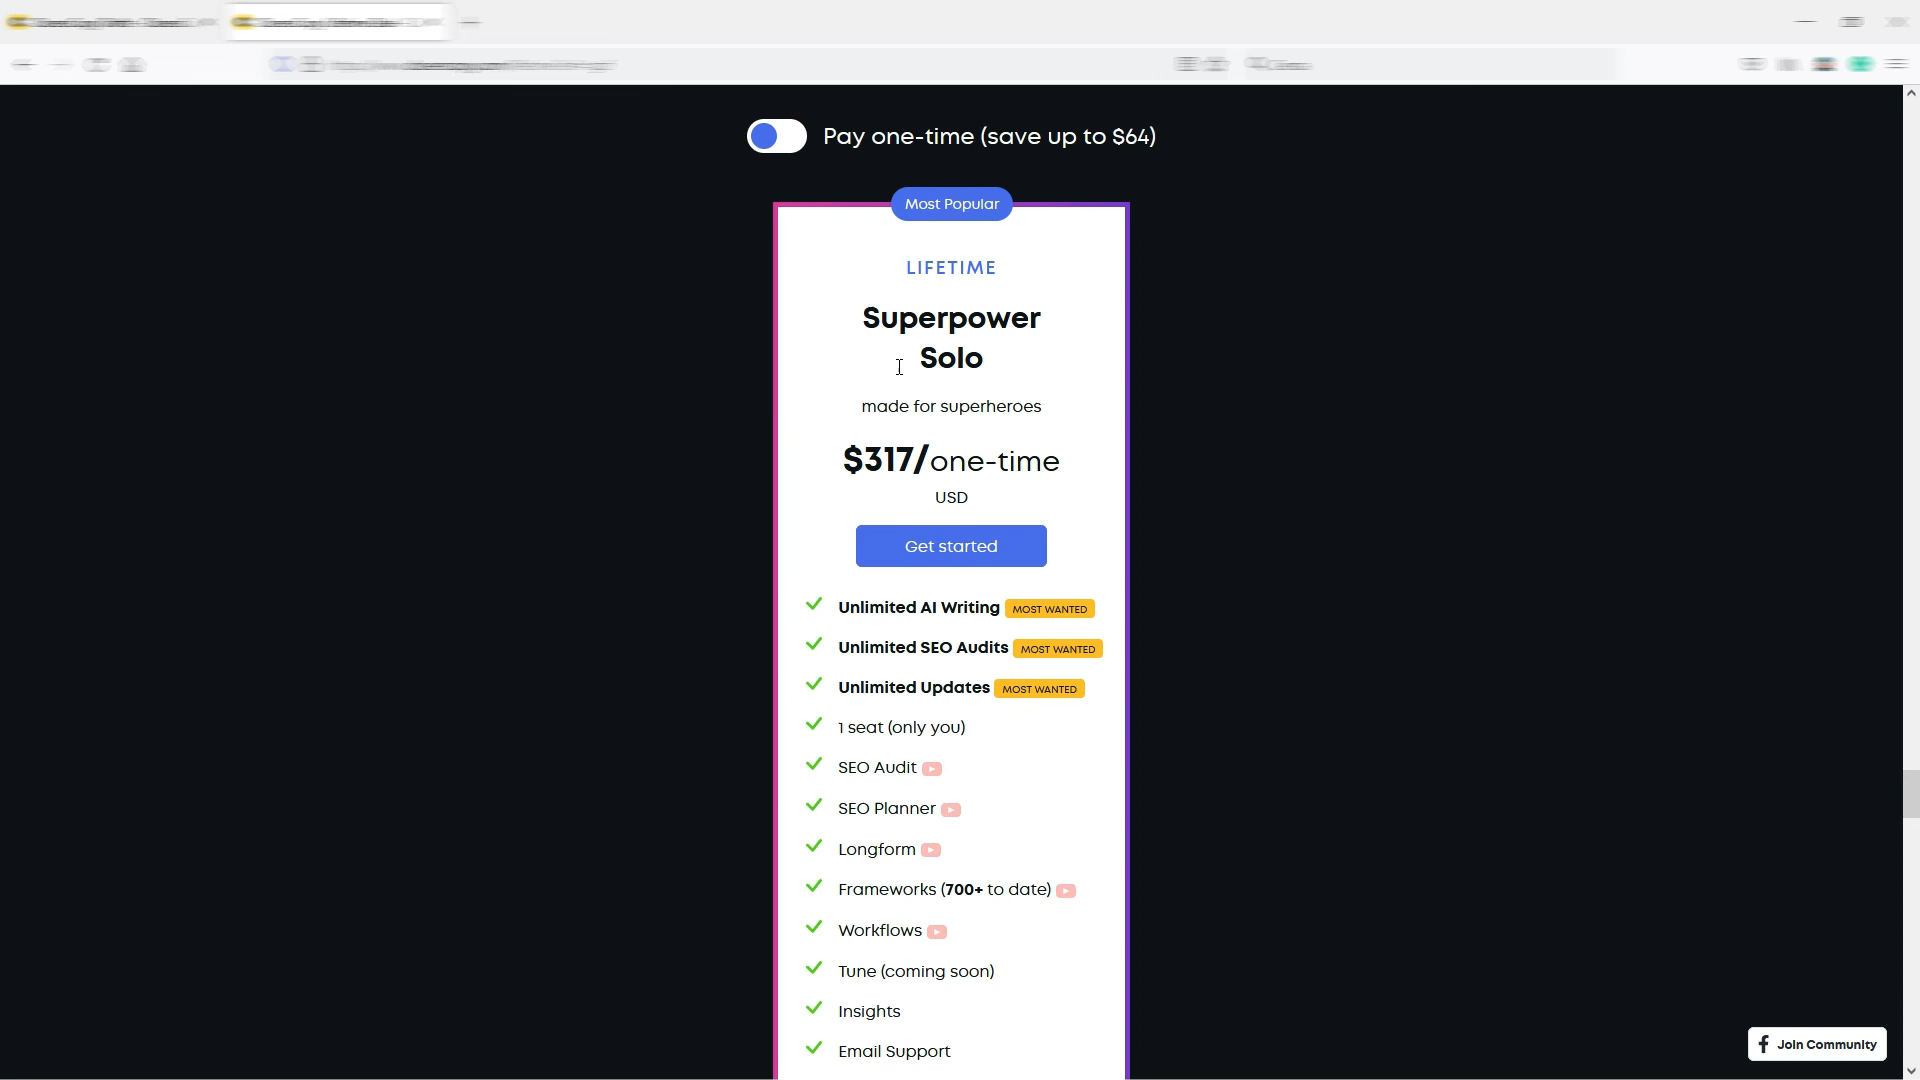 Pay one-time (save up to $64)
Most Popular
LIFETIME
Superpower
Solo
made for superheroes
$317/one-time
USD
Get started
Unlimited AI Writing MOST WANTED
Unlimited SEO Audits MOST WANTED
Unlimited Updates MOST WANTED
1 seat (only you)
SEO Audit
SEO Planner
Longform
Frameworks (700+ to date)
Workflows
Tune (coming soon)
Insights
Email Support
Join Community